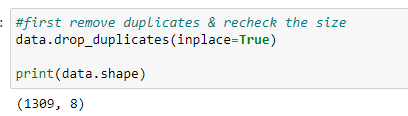 :
#first remove duplicates & recheck the size
data.drop_duplicates(inplace=True)
print(data.shape)
(1309, 8)